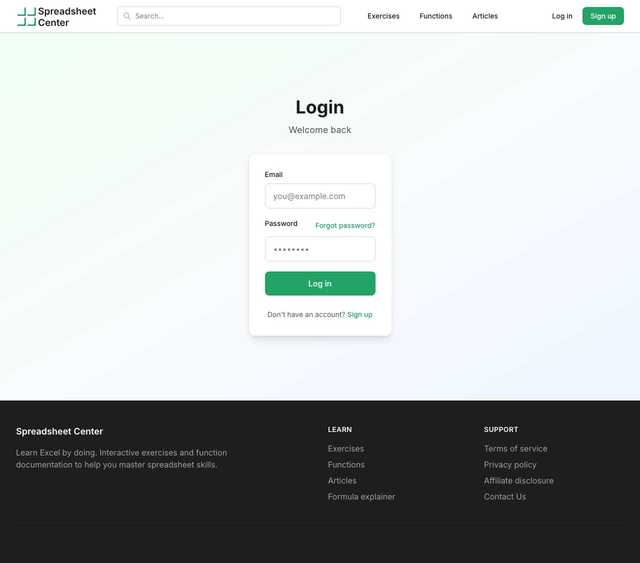 Spreadsheet
Center
Search...
Exercises
Functions
Articles
Log in
Sign up
Login
Welcome back
Email
you@example.com
Password
Forgot password?
••••••••
Log in
Don't have an account? Sign up
Spreadsheet Center
Learn Excel by doing. Interactive exercises and function
documentation to help you master spreadsheet skills.
LEARN
Exercises
Functions
Articles
Formula explainer
SUPPORT
Terms of service
Privacy policy
Affiliate disclosure
Contact Us